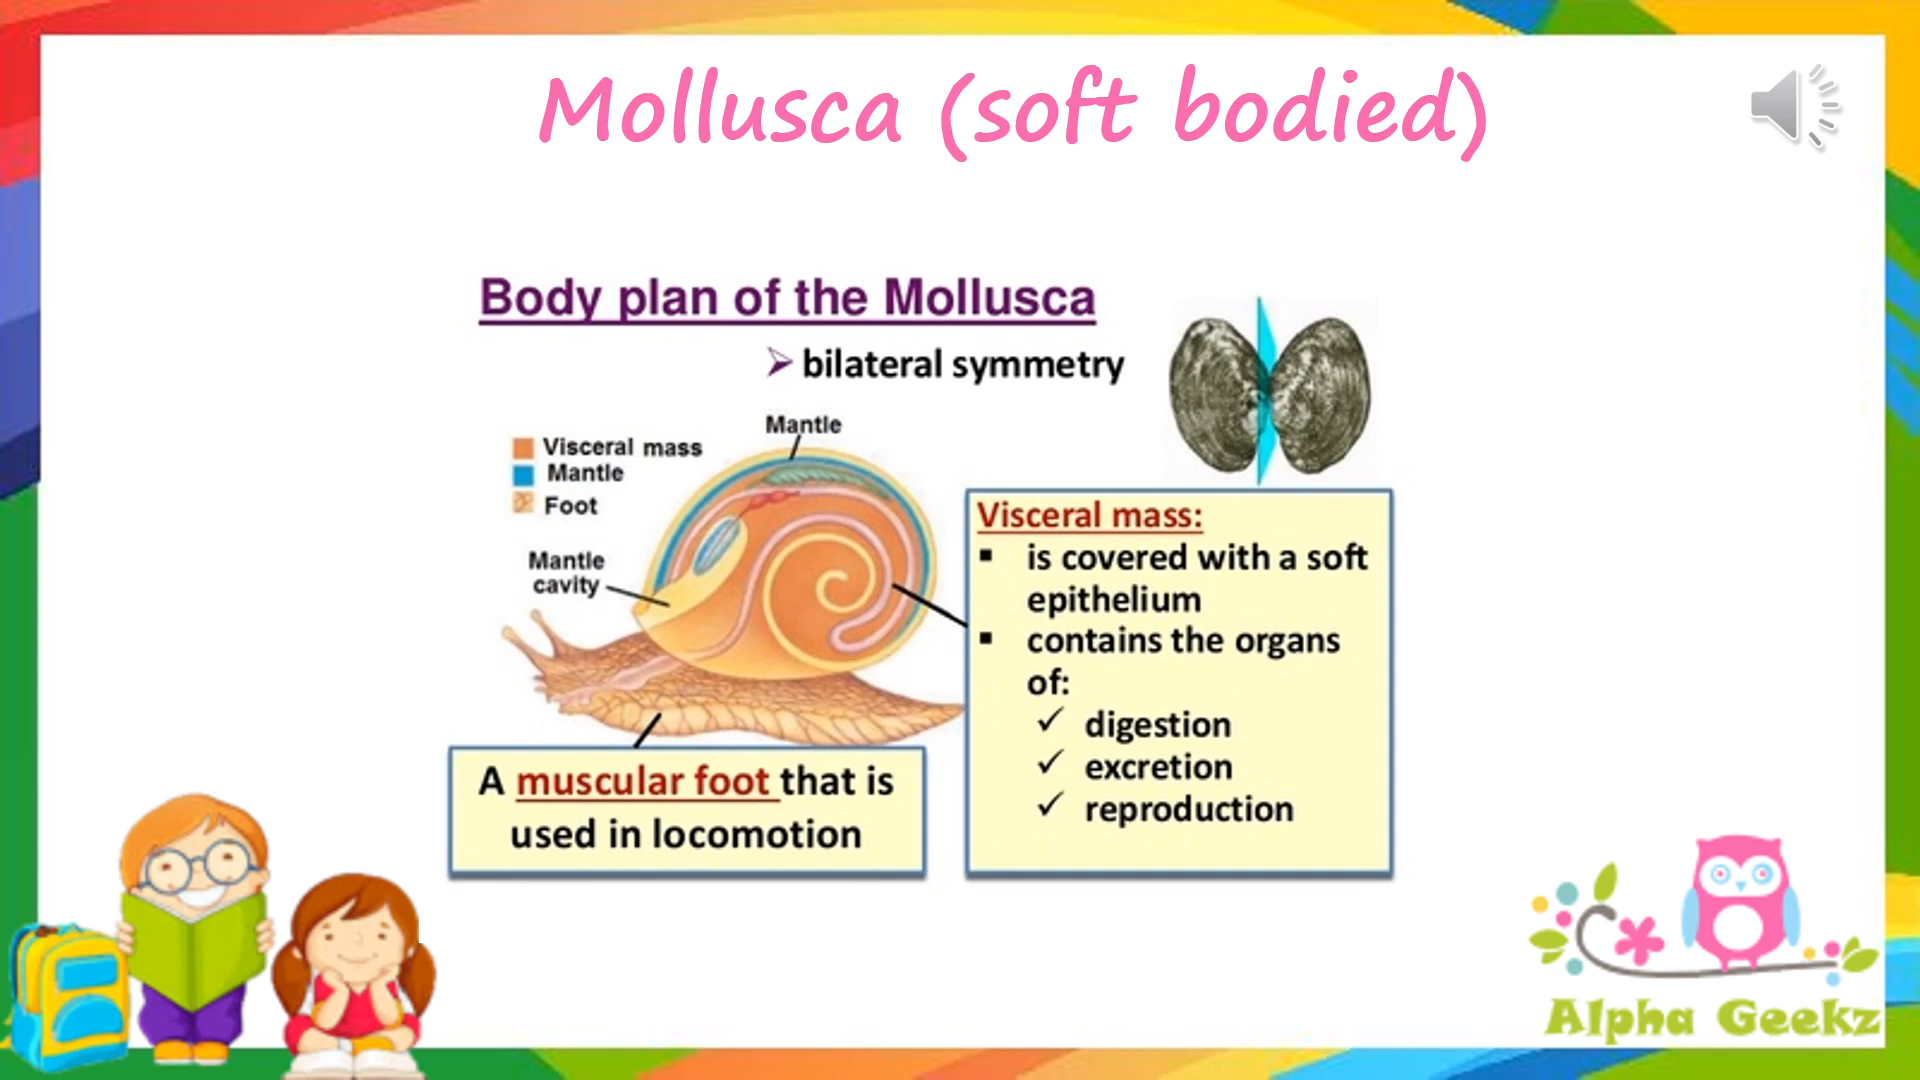 Mollusca (soft bodied)
Body plan of the Mollusca
➢ bilateral symmetry
Mantle
Visceral mass
Mantle
Foot
Mantle
cavity
Visceral mass:
▪ is covered with a soft
epithelium
▪ contains the organs
of:
✓ digestion
✓ excretion
✓ reproduction
A muscular foot that is
used in locomotion
Alpha Geekz